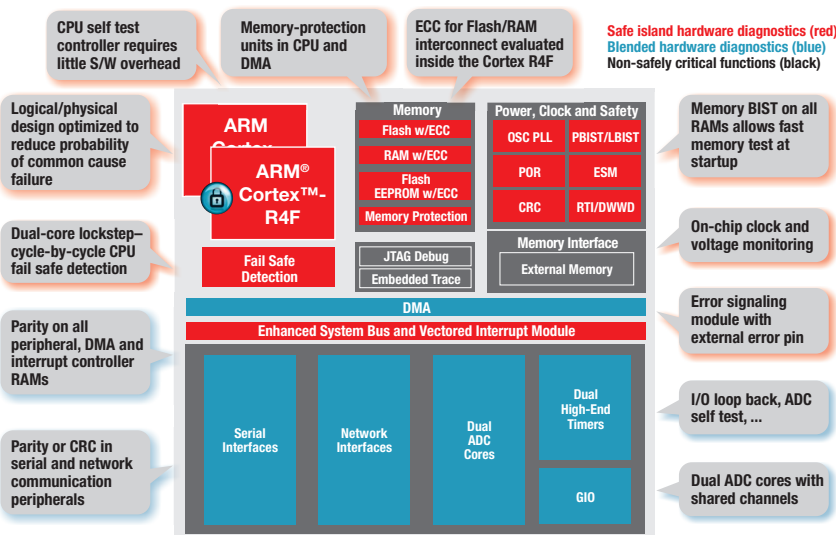 CPU self test
controller requires
little S/W overhead
Memory-protection
units in CPU and
DMA
ECC for Flash/RAM
interconnect evaluated
inside the Cortex R4F
Safe island hardware diagnostics (red)
Blended hardware diagnostics (blue)
Non-safely critical functions (black)
Logical/physical
design optimized to
reduce probability
of common cause
failure
Dual-core lockstep–
cycle-by-cycle CPU
fail safe detection
Parity on all
peripheral, DMA and
interrupt controller
RAMs
Parity or CRC in
serial and network
communication
peripherals
ARM
Cortex
ARM®
Cortex™-
R4F
Fail Safe
Detection
Memory
Flash w/ECC
RAM w/ECC
Flash
EEPROM w/ECC
Memory Protection
JTAG Debug
Embedded Trace
Power, Clock and Safety
OSC PLL
PBIST/LBIST
POR
ESM
CRC
RTI/DWWD
Memory Interface
External Memory
DMA
Enhanced System Bus and Vectored Interrupt Module
Serial
Interfaces
Network
Interfaces
Dual
ADC
Cores
Dual
High-End
Timers
GIO
Memory BIST on all
RAMs allows fast
memory test at
startup
On-chip clock and
voltage monitoring
Error signaling
module with
external error pin
I/O loop back, ADC
self test, ...
Dual ADC cores with
shared channels